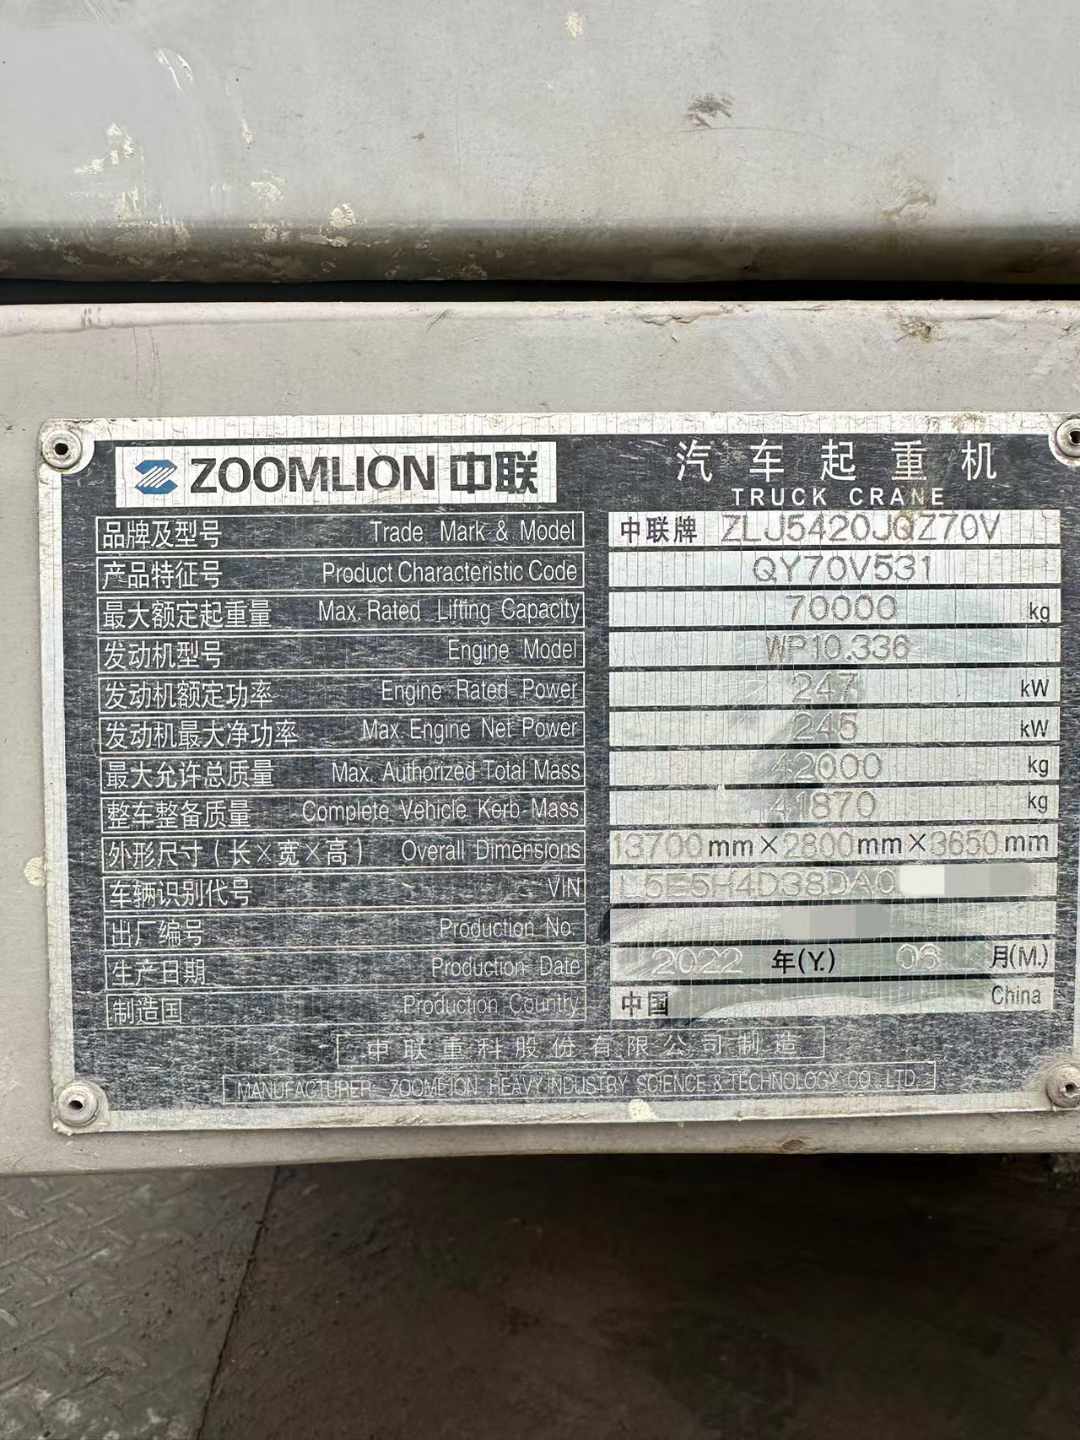 ZOOMLION 中联
汽车起重机
TRUCK CRANE
品牌及型号 Trade Mark & Model 中联牌 ZLJ5420JQZ70V
产品特征号 Product Characteristic Code QY70V531
最大额定起重量 Max. Rated Lifting Capacity 70000 kg
发动机型号 Engine Model WP10.336
发动机额定功率 Engine Rated Power 247 kW
发动机最大净功率 Max. Engine Net Power 245 kW
最大允许总质量 Max. Authorized Total Mass 42000 kg
整车整备质量 Complete Vehicle Kerb Mass 41870 kg
外形尺寸(长×宽×高) Overall Dimensions 13700mm×2800mm×3650mm
车辆识别代号 VIN L5E5H4D38DA0
出厂编号 Production No.
生产日期 Production Date 2022 年(Y.) 06 月(M.)
制造国 Production Country 中国 China
中联重科股份有限公司制造
MANUFACTURER ZOOMLION HEAVY INDUSTRY SCIENCE & TECHNOLOGY CO., LTD